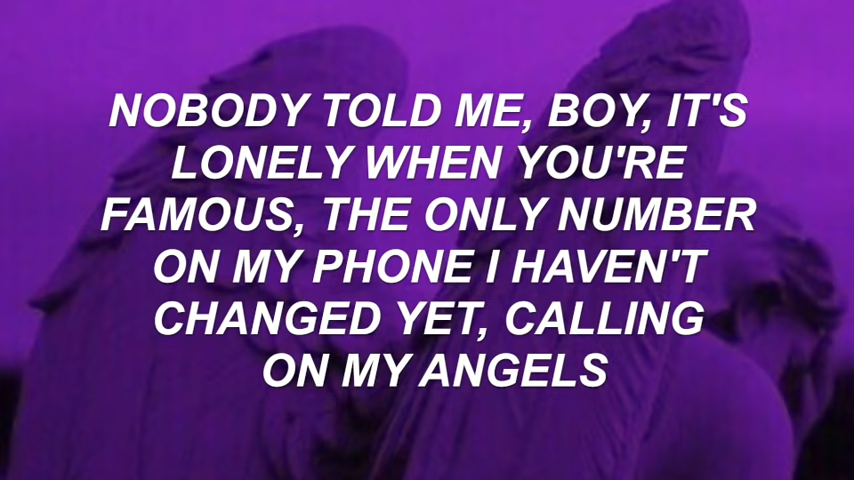 NOBODY TOLD ME, BOY, IT'S
LONELY WHEN YOU'RE
FAMOUS, THE ONLY NUMBER
ON MY PHONE I HAVEN'T
CHANGED YET, CALLING
ON MY ANGELS